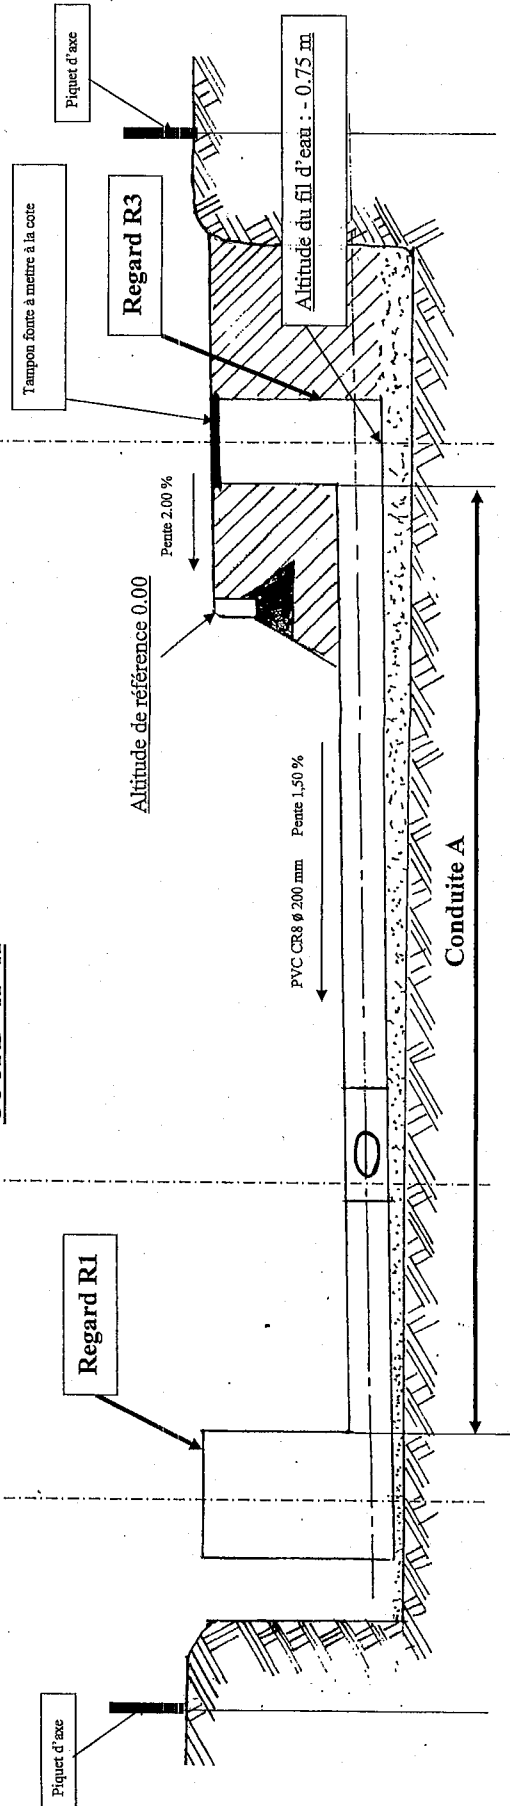 Piquet d'axe
Regard R1
PVC CR8 ø 200 mm Pente 1,50 %
Conduite A
Altitude de référence 0.00
Pente 2.00 %
Tampon fonte à mettre à la cote
Regard R3
Altitude du fil d'eau : - 0.75 m
Piquet d'axe